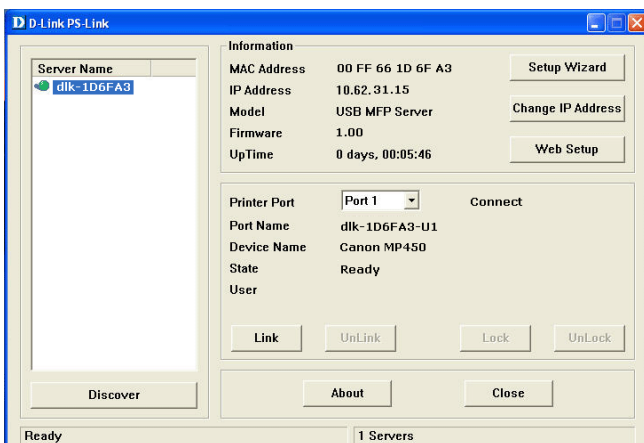 D-Link PS-Link
Server Name
dlk-1D6FA3
Discover
Information
MAC Address 00 FF 66 1D 6F A3
IP Address 10.62.31.15
Model USB MFP Server
Firmware 1.00
UpTime 0 days, 00:05:46
Setup Wizard
Change IP Address
Web Setup
Printer Port Port 1 Connect
Port Name dlk-1D6FA3-U1
Device Name Canon MP450
State Ready
User
Link UnLink Lock UnLock
About Close
Ready 1 Servers